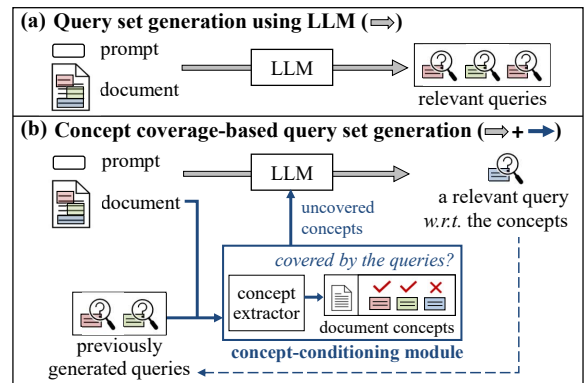 (a) Query set generation using LLM (⇨)
prompt
document
LLM
relevant queries
(b) Concept coverage-based query set generation (⇨ + →)
prompt
document
LLM
a relevant query
w.r.t. the concepts
uncovered
concepts
covered by the queries?
concept
extractor
document concepts
concept-conditioning module
previously
generated queries